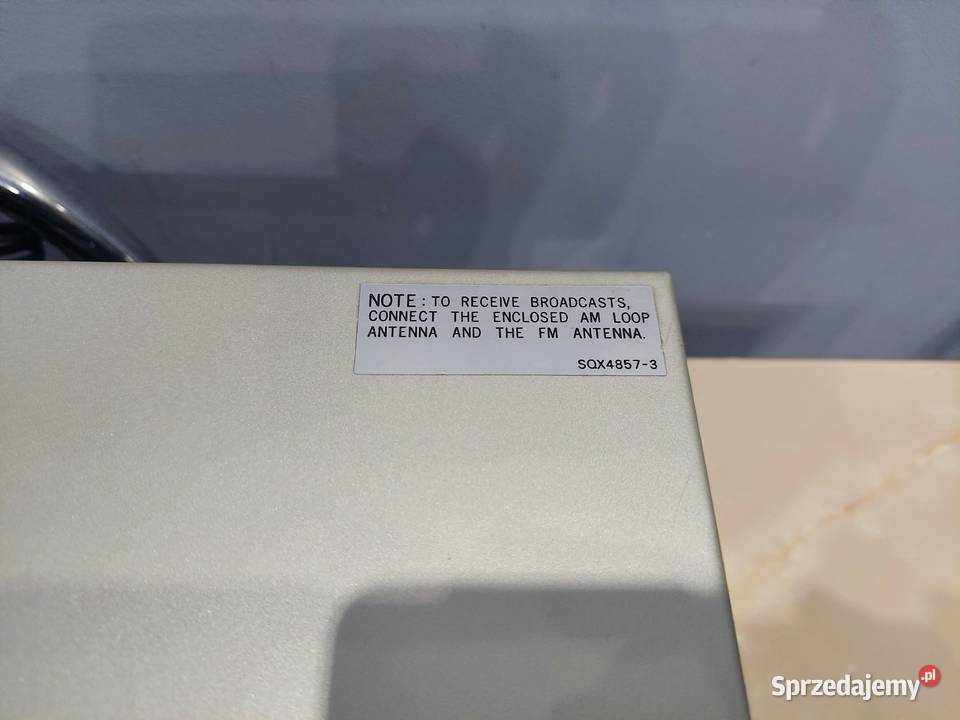 NOTE: TO RECEIVE BROADCASTS,
CONNECT THE ENCLOSED AM LOOP
ANTENNA AND THE FM ANTENNA.
SQX4857-3
Sprzedajemy.pl